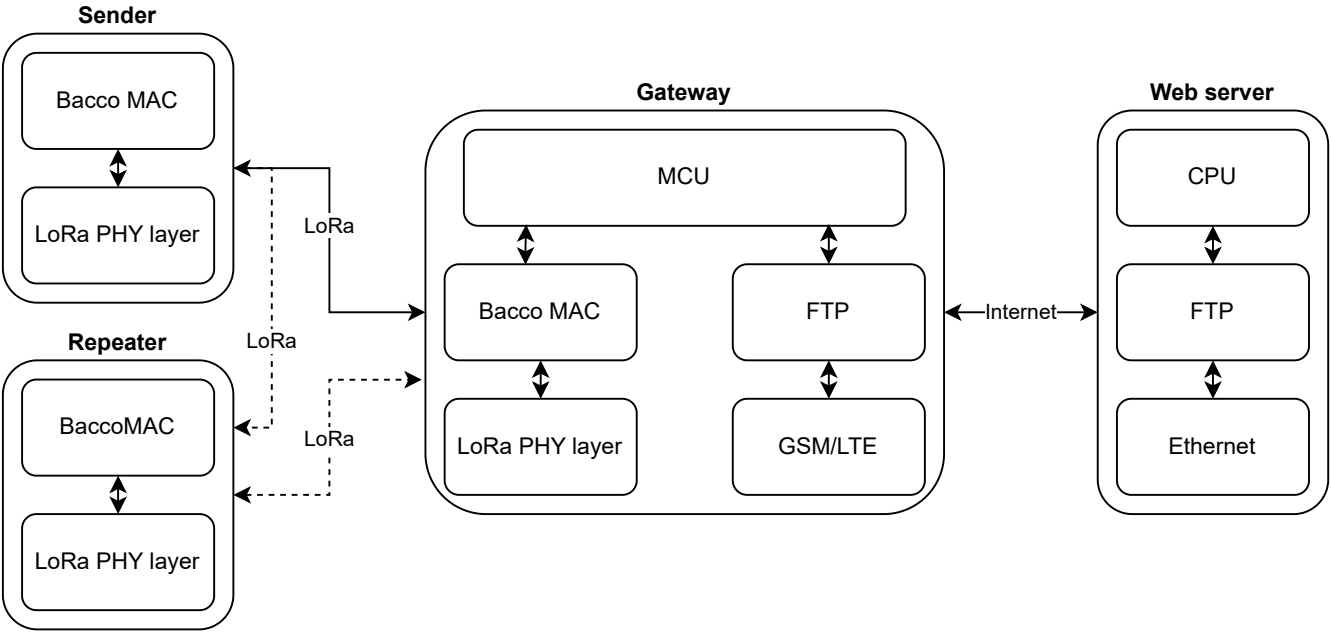 Sender
Bacco MAC
LoRa PHY layer
Repeater
BaccoMAC
LoRa PHY layer
LoRa
LoRa
LoRa
Gateway
MCU
Bacco MAC
FTP
LoRa PHY layer
GSM/LTE
Internet
Web server
CPU
FTP
Ethernet